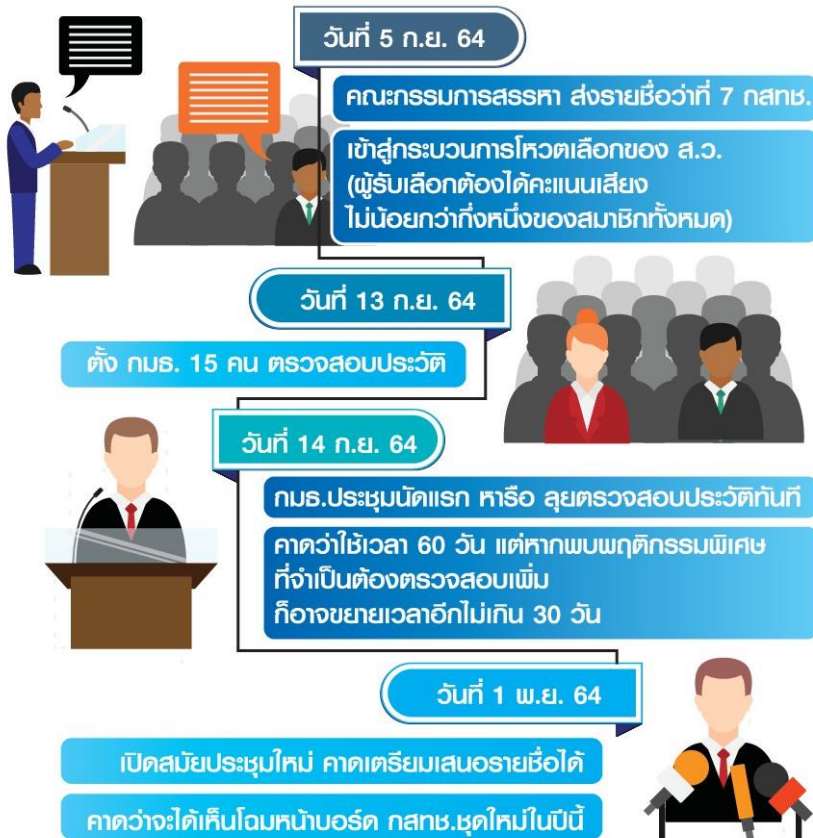 วันที่ 5 ก.ย. 64
คณะกรรมการสรรหา ส่งรายชื่อว่าที่ 7 กสทช.
เข้าสู่กระบวนการโหวตเลือกของ ส.ว.
(ผู้รับเลือกต้องได้คะแนนเสียง
ไม่น้อยกว่ากึ่งหนึ่งของสมาชิกทั้งหมด)
วันที่ 13 ก.ย. 64
ตั้ง กมธ. 15 คน ตรวจสอบประวัติ
วันที่ 14 ก.ย. 64
กมธ.ประชุมนัดแรก หารือ ลุยตรวจสอบประวัติทันที
คาดว่าใช้เวลา 60 วัน แต่หากพบพฤติกรรมพิเศษ
ที่จำเป็นต้องตรวจสอบเพิ่ม
ก็อาจขยายเวลาอีกไม่เกิน 30 วัน
วันที่ 1 พ.ย. 64
เปิดสมัยประชุมใหม่ คาดเตรียมเสนอรายชื่อได้
คาดว่าจะได้เห็นโฉมหน้าบอร์ด กสทช.ชุดใหม่ในปีนี้